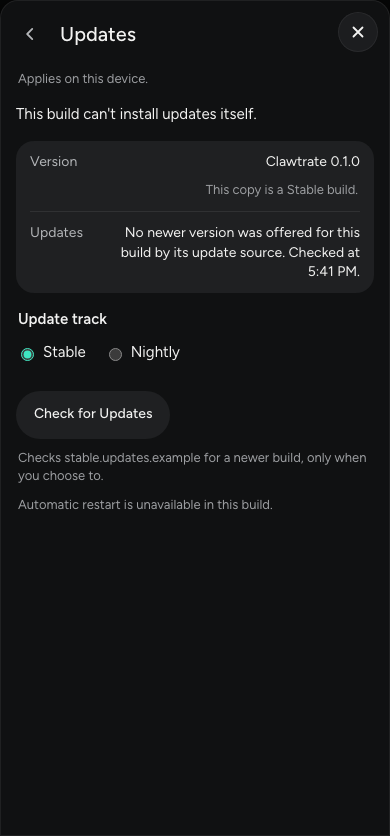 Updates
Applies on this device.
This build can't install updates itself.
Version
Clawtrate 0.1.0
This copy is a Stable build.
Updates
No newer version was offered for this
build by its update source. Checked at
5:41 PM.
Update track
Stable
Nightly
Check for Updates
Checks stable.updates.example for a newer build, only when
you choose to.
Automatic restart is unavailable in this build.